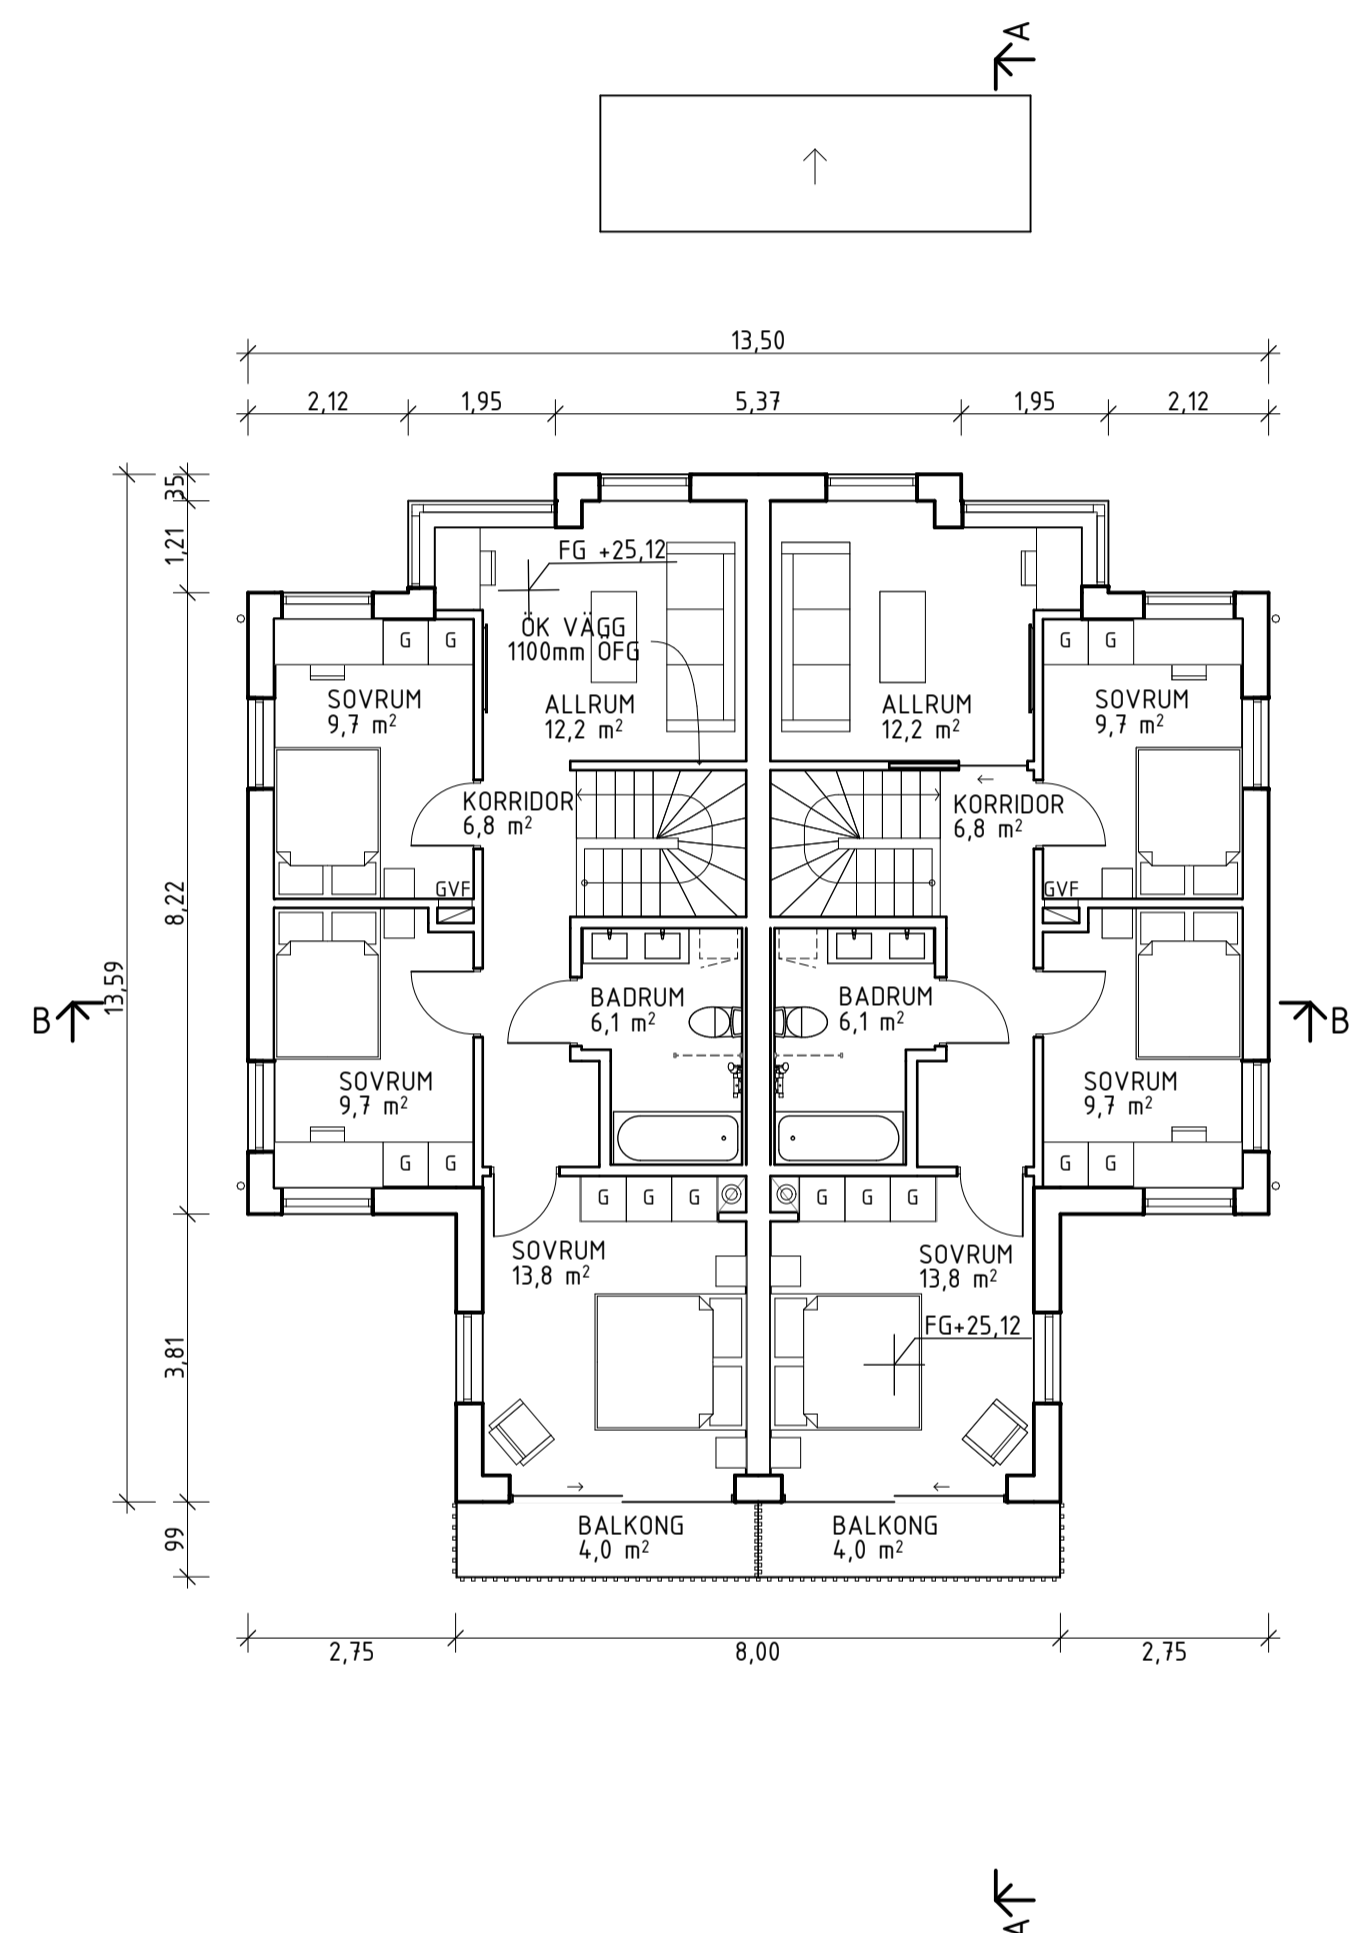 A
13,50
2,12 1,95 5,37 1,95 2,12
35
1,21
8,22
3,81
99
13,59
FG +25,12
ÖK VÄGG
1100mm ÖFG
G G
G G
SOVRUM
9,7 m²
ALLRUM
12,2 m²
ALLRUM
12,2 m²
SOVRUM
9,7 m²
KORRIDOR
6,8 m²
KORRIDOR
6,8 m²
GVF
GVF
B
BADRUM
6,1 m²
BADRUM
6,1 m²
B
SOVRUM
9,7 m²
SOVRUM
9,7 m²
G G
G G
G G G
G G G
SOVRUM
13,8 m²
SOVRUM
13,8 m²
FG+25,12
BALKONG
4,0 m²
BALKONG
4,0 m²
2,75 8,00 2,75
A